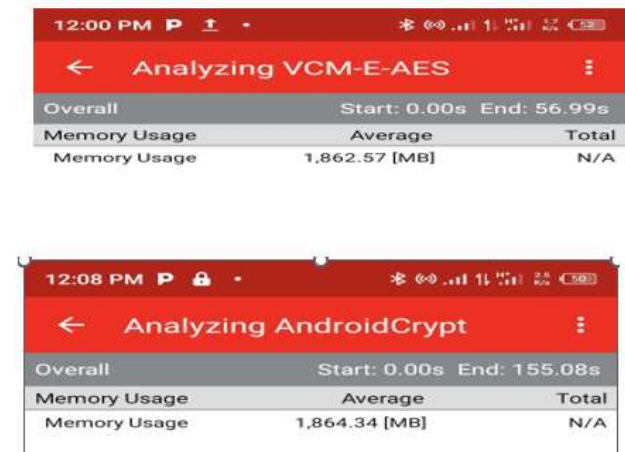 12:00 PM P
Analyzing VCM-E-AES
Overall Start: 0.00s End: 56.99s
Memory Usage Average Total
Memory Usage 1,862.57 [MB] N/A
12:08 PM P
Analyzing AndroidCrypt
Overall Start: 0.00s End: 155.08s
Memory Usage Average Total
Memory Usage 1,864.34 [MB] N/A